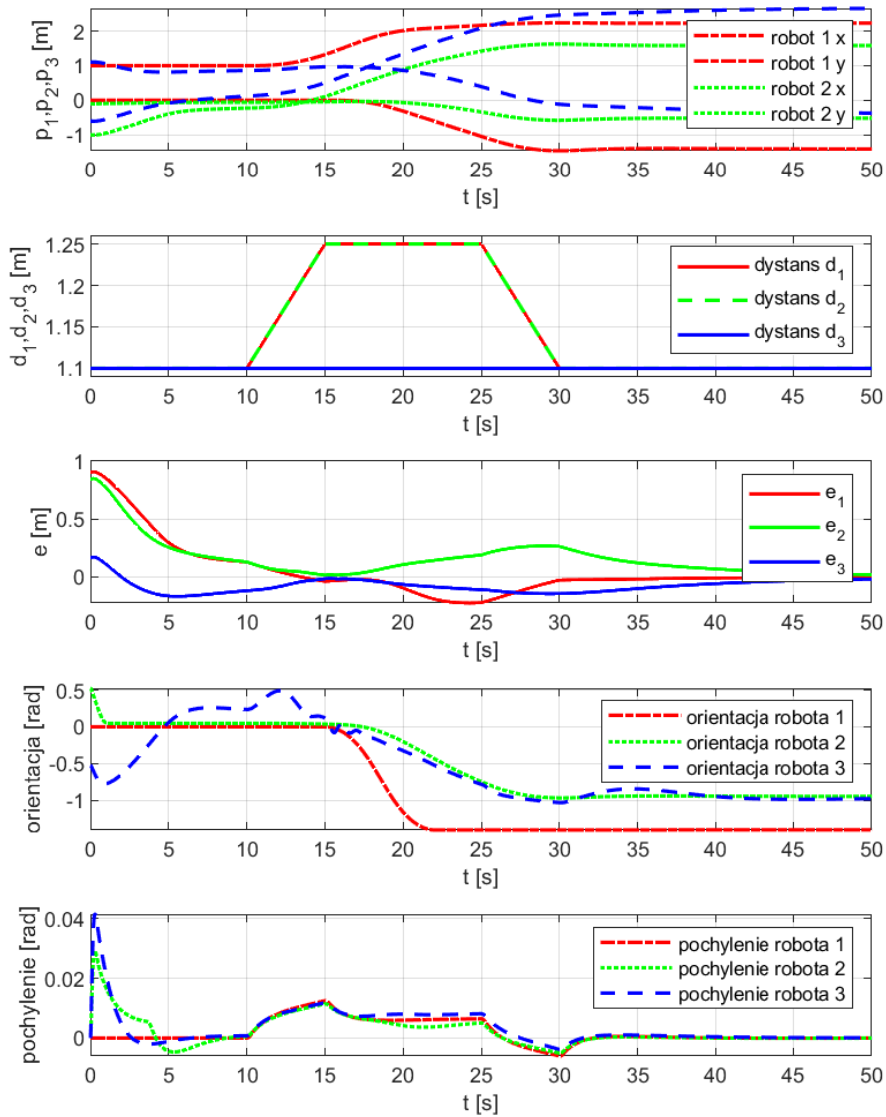 p1,p2,p3 [m]
2
1
0
-1
robot 1 x
robot 1 y
robot 2 x
robot 2 y
0 5 10 15 20 25 30 35 40 45 50
t [s]
d1,d2,d3 [m]
1.25
1.2
1.15
1.1
dystans d1
dystans d2
dystans d3
0 5 10 15 20 25 30 35 40 45 50
t [s]
e [m]
1
0.5
0
e1
e2
e3
0 5 10 15 20 25 30 35 40 45 50
t [s]
orientacja [rad]
0.5
0
-0.5
-1
orientacja robota 1
orientacja robota 2
orientacja robota 3
0 5 10 15 20 25 30 35 40 45 50
t [s]
pochylenie [rad]
0.04
0.02
0
pochylenie robota 1
pochylenie robota 2
pochylenie robota 3
0 5 10 15 20 25 30 35 40 45 50
t [s]